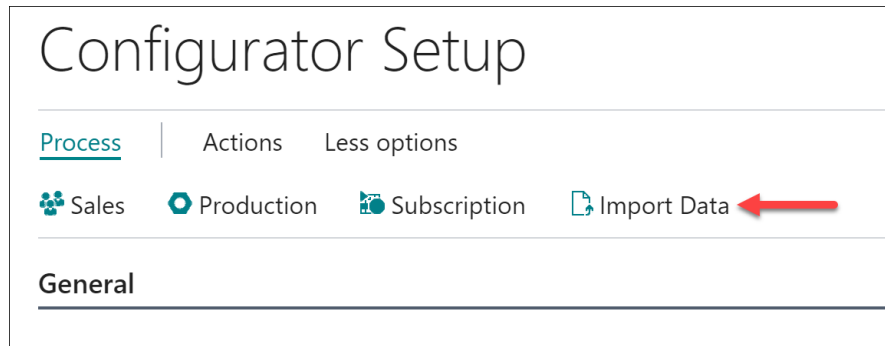 Configurator Setup
Process Actions Less options
Sales Production Subscription Import Data
General